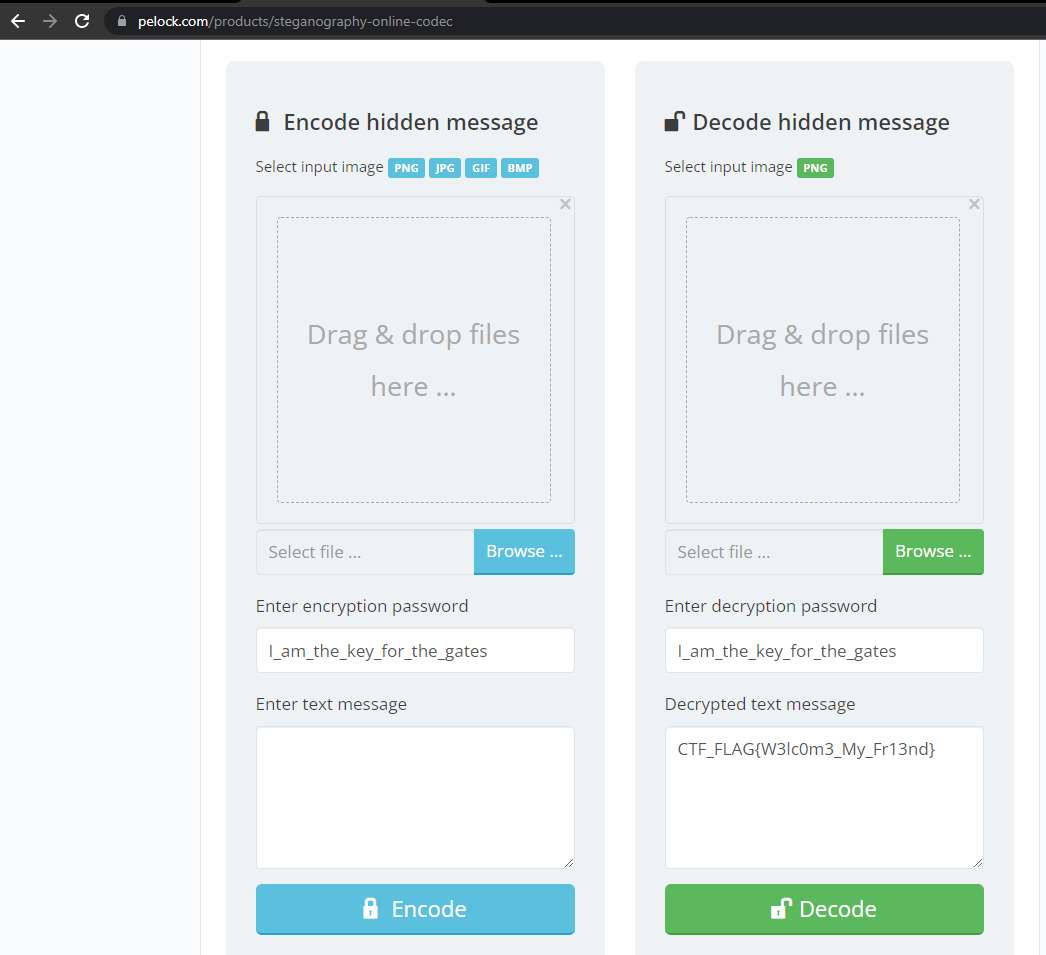 pelock.com/products/steganography-online-codec
Encode hidden message
Select input image PNG JPG GIF BMP
×
Drag & drop files
here ...
Select file ... Browse ...
Enter encryption password
I_am_the_key_for_the_gates
Enter text message
Encode
Decode hidden message
Select input image PNG
×
Drag & drop files
here ...
Select file ... Browse ...
Enter decryption password
I_am_the_key_for_the_gates
Decrypted text message
CTF_FLAG{W3lc0m3_My_Fr13nd}
Decode